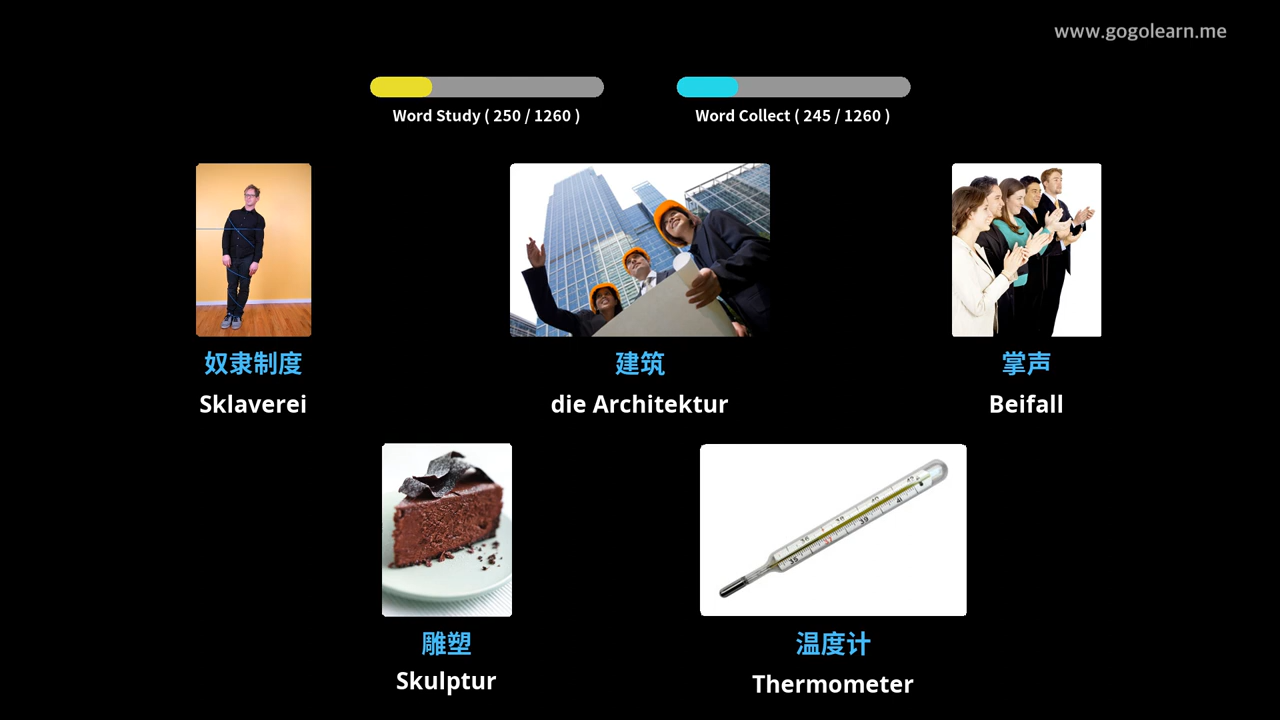 www.gogolearn.me
Word Study ( 250 / 1260 )
Word Collect ( 245 / 1260 )
奴隶制度
Sklaverei
建筑
die Architektur
掌声
Beifall
雕塑
Skulptur
温度计
Thermometer